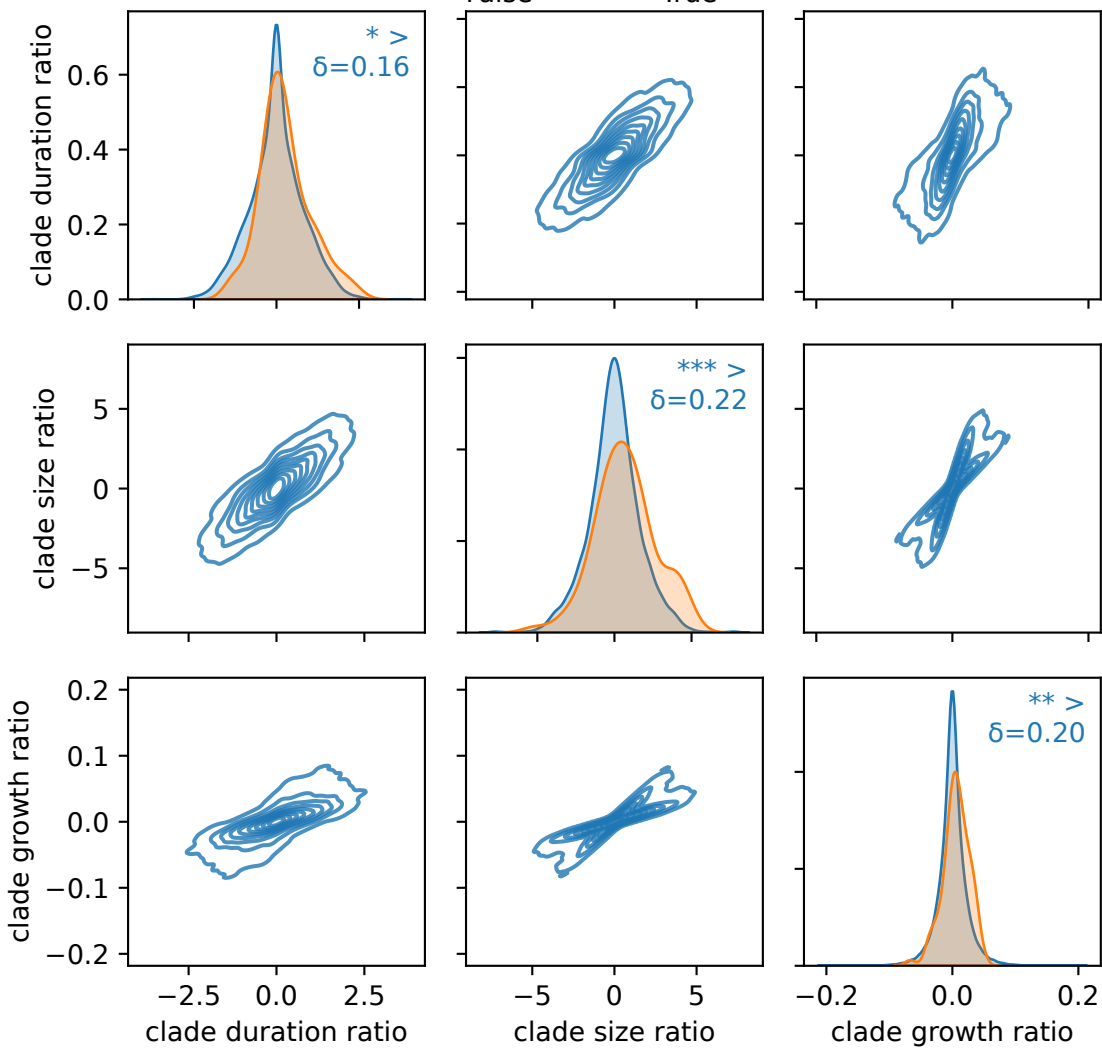 True
clade duration ratio
0.6
0.4
0.2
0.0
* >
δ=0.16
clade size ratio
5
0
−5
*** >
δ=0.22
clade growth ratio
0.2
0.1
0.0
−0.1
−0.2
** >
δ=0.20
−2.5 0.0 2.5
−5 0 5
−0.2 0.0 0.2
clade duration ratio
clade size ratio
clade growth ratio